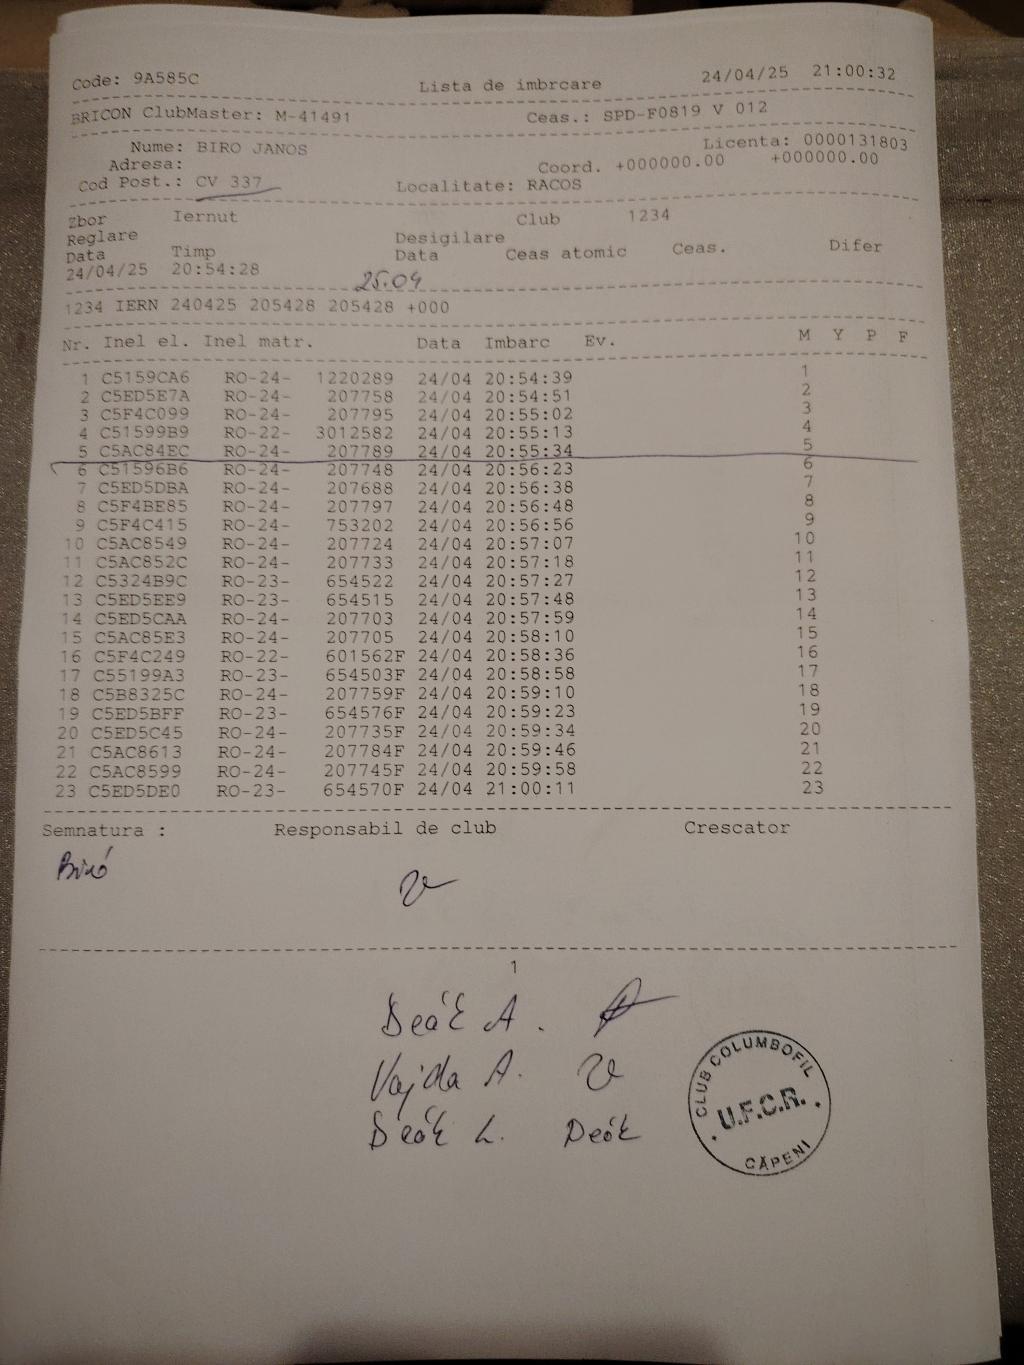 Code: 9A585C Lista de imbrcare 24/04/25 21:00:32
BRICON ClubMaster: M-41491 Ceas.: SPD-F0819 V 012
Nume: BIRO JANOS Licenta: 0000131803
Adresa: Coord. +000000.00 +000000.00
Cod Post.: CV 337 Localitate: RACOS
Zbor Iernut Club 1234
Reglare Desigilare
Data Timp Data Ceas atomic Ceas. Difer
24/04/25 20:54:28
25.04
1234 IERN 240425 205428 205428 +000
Nr. Inel el. Inel matr. Data Imbarc Ev. M Y P F
1 C5159CA6 RO-24- 1220289 24/04 20:54:39 1
2 C5ED5E7A RO-24- 207758 24/04 20:54:51 2
3 C5F4C099 RO-24- 207795 24/04 20:55:02 3
4 C51599B9 RO-22- 3012582 24/04 20:55:13 4
5 C5AC84EC RO-24- 207789 24/04 20:55:34 5
6 C51596B6 RO-24- 207748 24/04 20:56:23 6
7 C5ED5DBA RO-24- 207688 24/04 20:56:38 7
8 C5F4BE85 RO-24- 207797 24/04 20:56:48 8
9 C5F4C415 RO-24- 753202 24/04 20:56:56 9
10 C5AC8549 RO-24- 207724 24/04 20:57:07 10
11 C5AC852C RO-24- 207733 24/04 20:57:18 11
12 C5324B9C RO-23- 654522 24/04 20:57:27 12
13 C5ED5EE9 RO-23- 654515 24/04 20:57:48 13
14 C5ED5CAA RO-24- 207703 24/04 20:57:59 14
15 C5AC85E3 RO-24- 207705 24/04 20:58:10 15
16 C5F4C249 RO-22- 601562F 24/04 20:58:36 16
17 C55199A3 RO-23- 654503F 24/04 20:58:58 17
18 C5B8325C RO-24- 207759F 24/04 20:59:10 18
19 C5ED5BFF RO-23- 654576F 24/04 20:59:23 19
20 C5ED5C45 RO-24- 207735F 24/04 20:59:34 20
21 C5AC8613 RO-24- 207784F 24/04 20:59:46 21
22 C5AC8599 RO-24- 207745F 24/04 20:59:58 22
23 C5ED5DE0 RO-23- 654570F 24/04 21:00:11 23
Semnatura : Responsabil de club Crescator
Biró
1
Deák A.
Vajda A.
Deák L. Deák
CLUB COLUMBOFIL
U.F.C.R.
CĂPENI